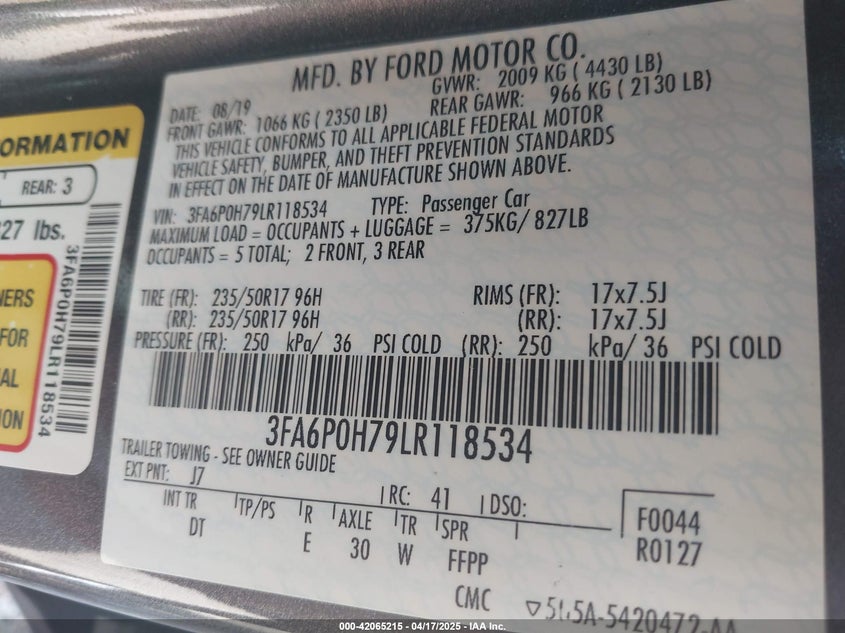 MFD. BY FORD MOTOR CO.
DATE: 08/19 GVWR: 2009 KG ( 4430 LB)
FRONT GAWR: 1066 KG ( 2350 LB) REAR GAWR: 966 KG ( 2130 LB)
THIS VEHICLE CONFORMS TO ALL APPLICABLE FEDERAL MOTOR
VEHICLE SAFETY, BUMPER, AND THEFT PREVENTION STANDARDS
IN EFFECT ON THE DATE OF MANUFACTURE SHOWN ABOVE.
VIN: 3FA6P0H79LR118534 TYPE: Passenger Car
MAXIMUM LOAD = OCCUPANTS + LUGGAGE = 375KG/ 827LB
OCCUPANTS = 5 TOTAL; 2 FRONT, 3 REAR
TIRE (FR): 235/50R17 96H RIMS (FR): 17x7.5J
(RR): 235/50R17 96H (RR): 17x7.5J
PRESSURE (FR): 250 kPa/ 36 PSI COLD (RR): 250 kPa/ 36 PSI COLD
3FA6P0H79LR118534
TRAILER TOWING - SEE OWNER GUIDE
EXT PNT: J7 RC: 41 DSO:
INT TR TP/PS R AXLE TR SPR F0044
DT E 30 W FFPP R0127
CMC
ORMATION
REAR: 3
27 lbs.
3FA6P0H79LR118534
NERS
FOR
AL
ION
000-42065215 - 04/17/2025 - IAA Inc.